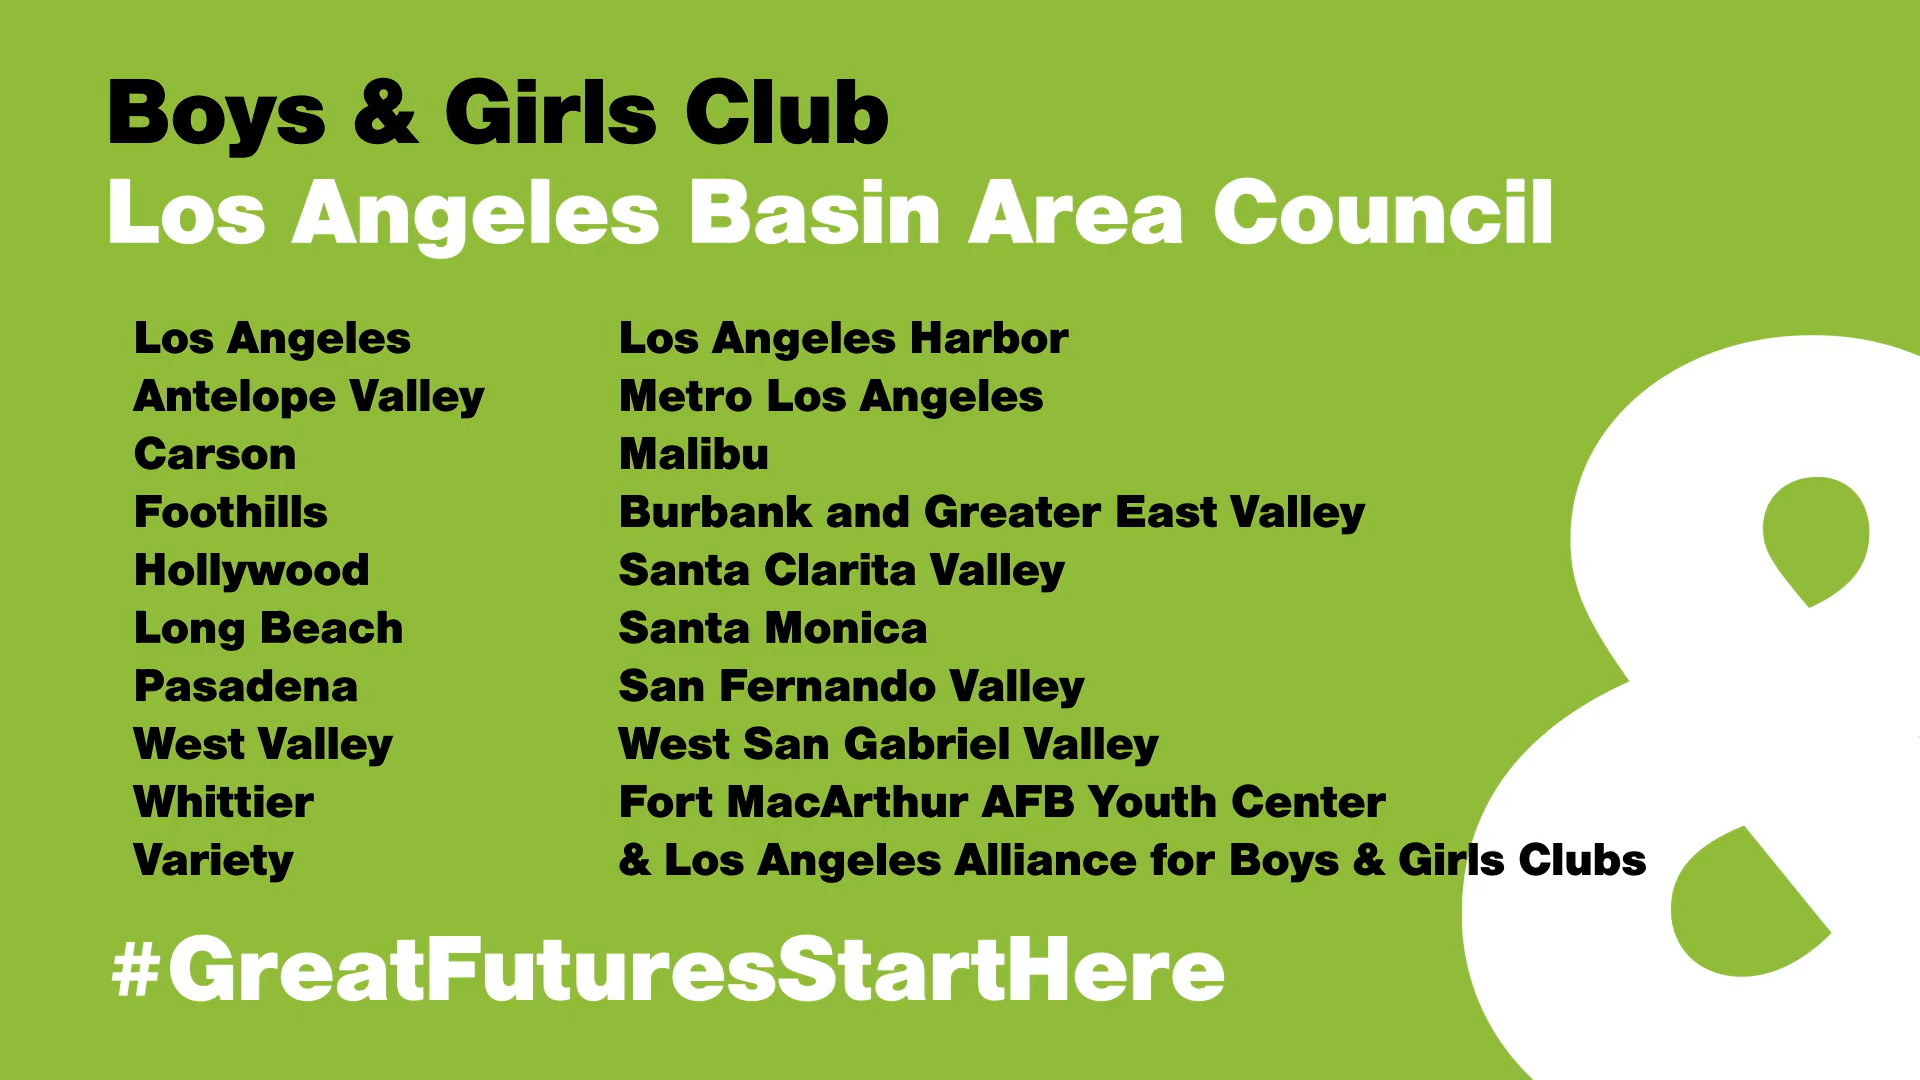 Boys & Girls Club
Los Angeles Basin Area Council
Los Angeles
Antelope Valley
Carson
Foothills
Hollywood
Long Beach
Pasadena
West Valley
Whittier
Variety
Los Angeles Harbor
Metro Los Angeles
Malibu
Burbank and Greater East Valley
Santa Clarita Valley
Santa Monica
San Fernando Valley
West San Gabriel Valley
Fort MacArthur AFB Youth Center
& Los Angeles Alliance for Boys & Girls Clubs
#GreatFuturesStartHere
&